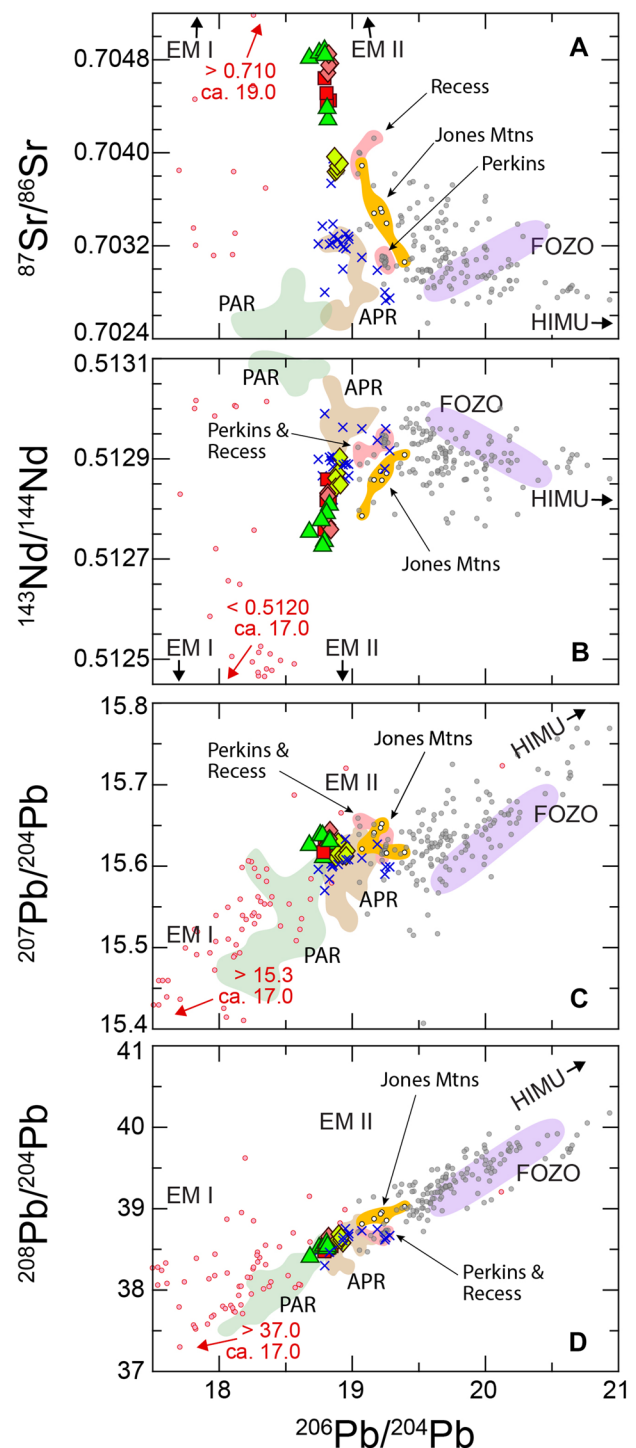 EM I
EM II
A
0.7048
> 0.710
ca. 19.0
Recess
0.7040
Jones Mtns
Perkins
87Sr/86Sr
0.7032
FOZO
PAR
APR
0.7024
HIMU
0.5131
PAR
APR
FOZO
Perkins &
Recess
0.5129
143Nd/144Nd
HIMU
0.5127
Jones Mtns
< 0.5120
ca. 17.0
EM I
EM II
B
0.5125
15.8
HIMU
Jones Mtns
Perkins &
Recess
EM II
15.7
FOZO
207Pb/204Pb
15.6
APR
EM I
PAR
15.5
> 15.3
ca. 17.0
C
15.4
41
HIMU
Jones Mtns
EM II
40
FOZO
EM I
208Pb/204Pb
39
APR
Perkins &
Recess
PAR
38
> 37.0
ca. 17.0
D
37
18
19
20
21
206Pb/204Pb